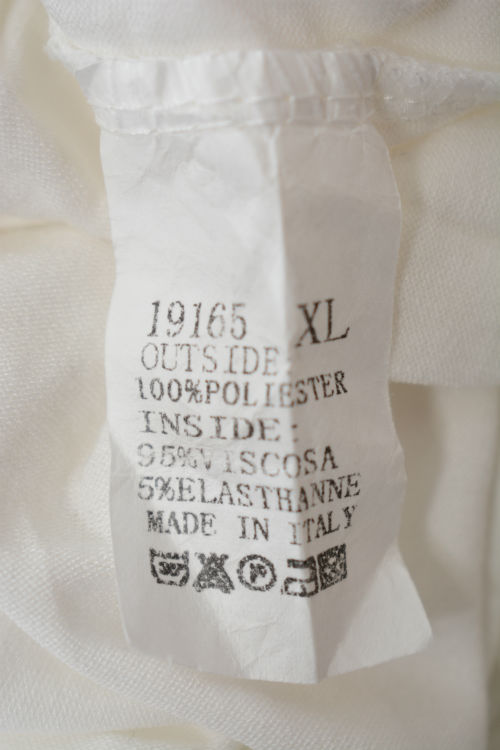 19165 XL
OUTSIDE:
100%POLIESTER
INSIDE:
95%VISCOSA
5%ELASTHANNE
MADE IN ITALY
P